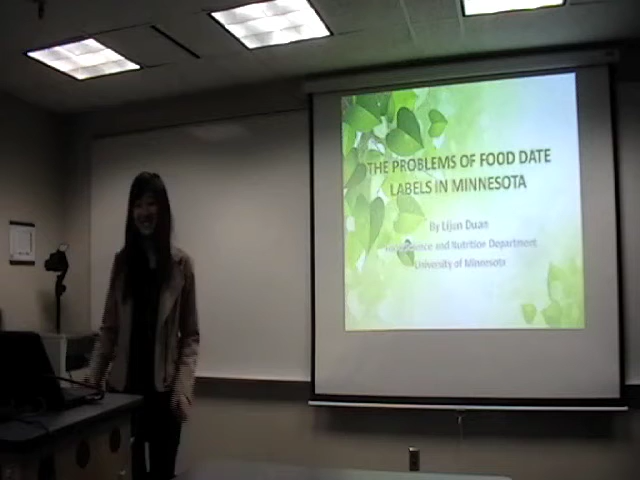 THE PROBLEMS OF FOOD DATE
LABELS IN MINNESOTA
By Lijun Duan
Food Science and Nutrition Department
University of Minnesota